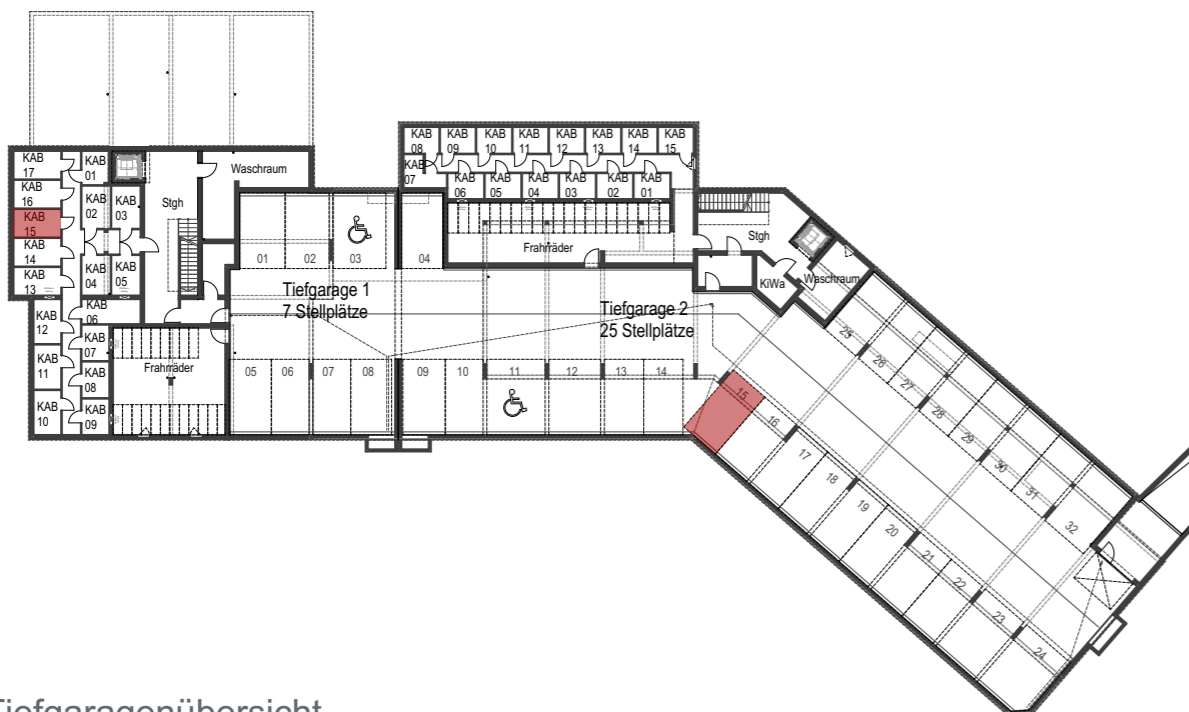 KAB 08
KAB 09
KAB 10
KAB 11
KAB 12
KAB 13
KAB 14
KAB 15
KAB 17
KAB 01
Waschraum
KAB 07
KAB 16
KAB 02
KAB 03
Stgh
KAB 06
KAB 05
KAB 04
KAB 03
KAB 02
KAB 01
KAB 15
KAB 14
KAB 13
KAB 04
KAB 05
KAB 06
01
02
03
04
Frahrräder
Stgh
KiWa
Waschraum
Tiefgarage 1
7 Stellplätze
Tiefgarage 2
25 Stellplätze
KAB 12
KAB 07
KAB 11
KAB 08
KAB 10
KAB 09
Frahrräder
05
06
07
08
09
10
11
12
13
14
15
16
17
18
19
20
21
22
23
24
25
26
27
28
29
30
31
32
Tiefgaragenübersicht